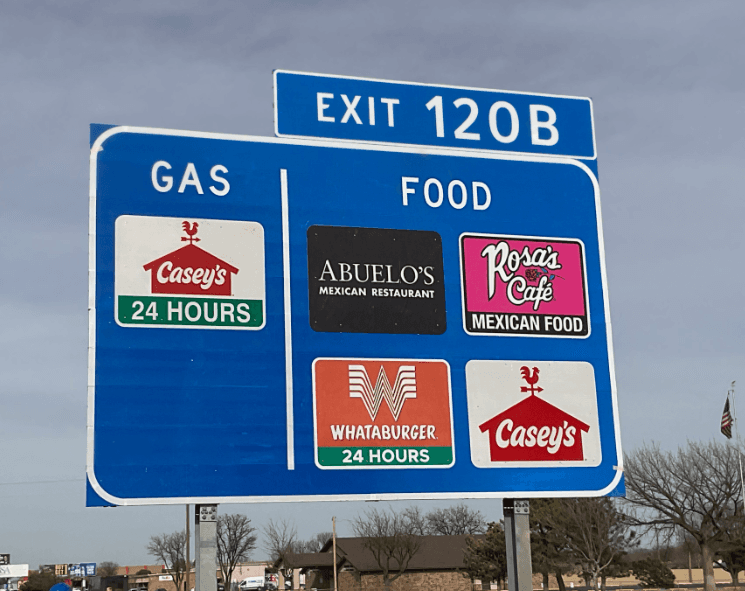 EXIT 120B
GAS
FOOD
Casey's
24 HOURS
ABUELO'S
MEXICAN RESTAURANT
Rosa's
Café
MEXICAN FOOD
WHATABURGER
24 HOURS
Casey's